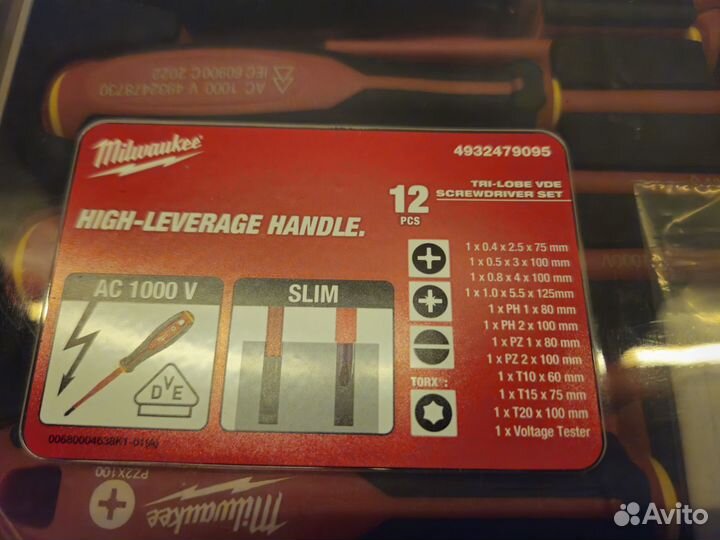 AC 1000 V 4932478730
IEC 60900:C 2022
Milwaukee
4932479095
12 PCS
TRI-LOBE VDE
SCREWDRIVER SET
HIGH-LEVERAGE HANDLE.
AC 1000 V
SLIM
DVE
TORX®:
1 x 0.4 x 2.5 x 75 mm
1 x 0.5 x 3 x 100 mm
1 x 0.8 x 4 x 100 mm
1 x 1.0 x 5.5 x 125mm
1 x PH 1 x 80 mm
1 x PH 2 x 100 mm
1 x PZ 1 x 80 mm
1 x PZ 2 x 100 mm
1 x T10 x 60 mm
1 x T15 x 75 mm
1 x T20 x 100 mm
1 x Voltage Tester
00680004638K1-01(A)
PZ2X100
Milwaukee
Avito